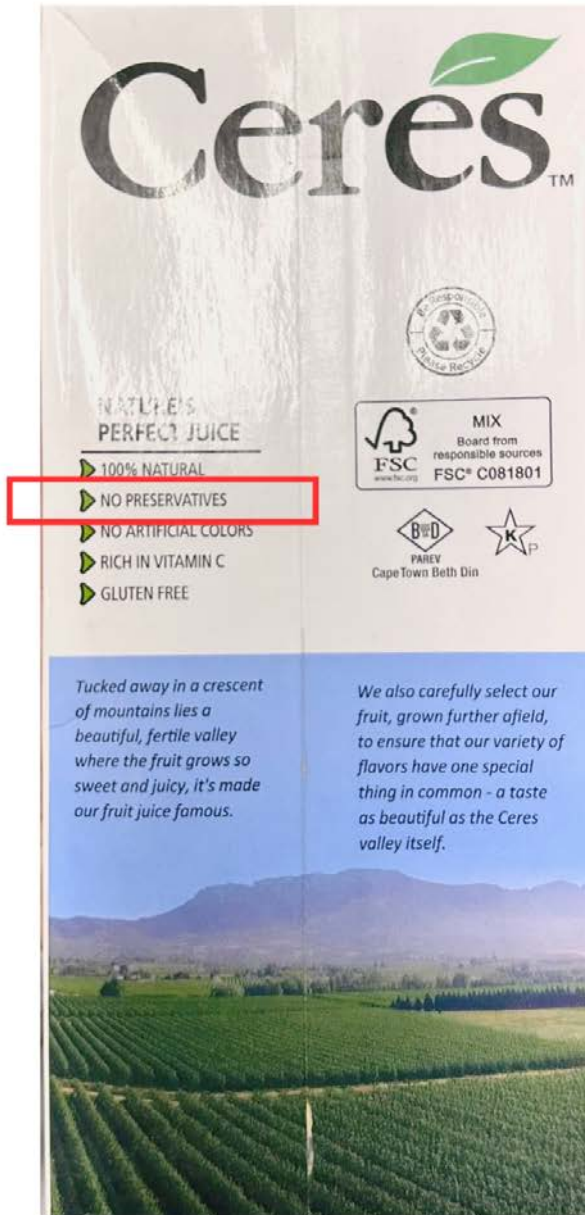 Ceres
TM
Be Responsible
Please Recycle
NATURE'S
PERFECT JUICE
100% NATURAL
NO PRESERVATIVES
NO ARTIFICIAL COLORS
RICH IN VITAMIN C
GLUTEN FREE
FSC
www.fsc.org
MIX
Board from
responsible sources
FSC® C081801
PAREV
Cape Town Beth Din
K
P
Tucked away in a crescent
of mountains lies a
beautiful, fertile valley
where the fruit grows so
sweet and juicy, it's made
our fruit juice famous.
We also carefully select our
fruit, grown further afield,
to ensure that our variety of
flavors have one special
thing in common - a taste
as beautiful as the Ceres
valley itself.